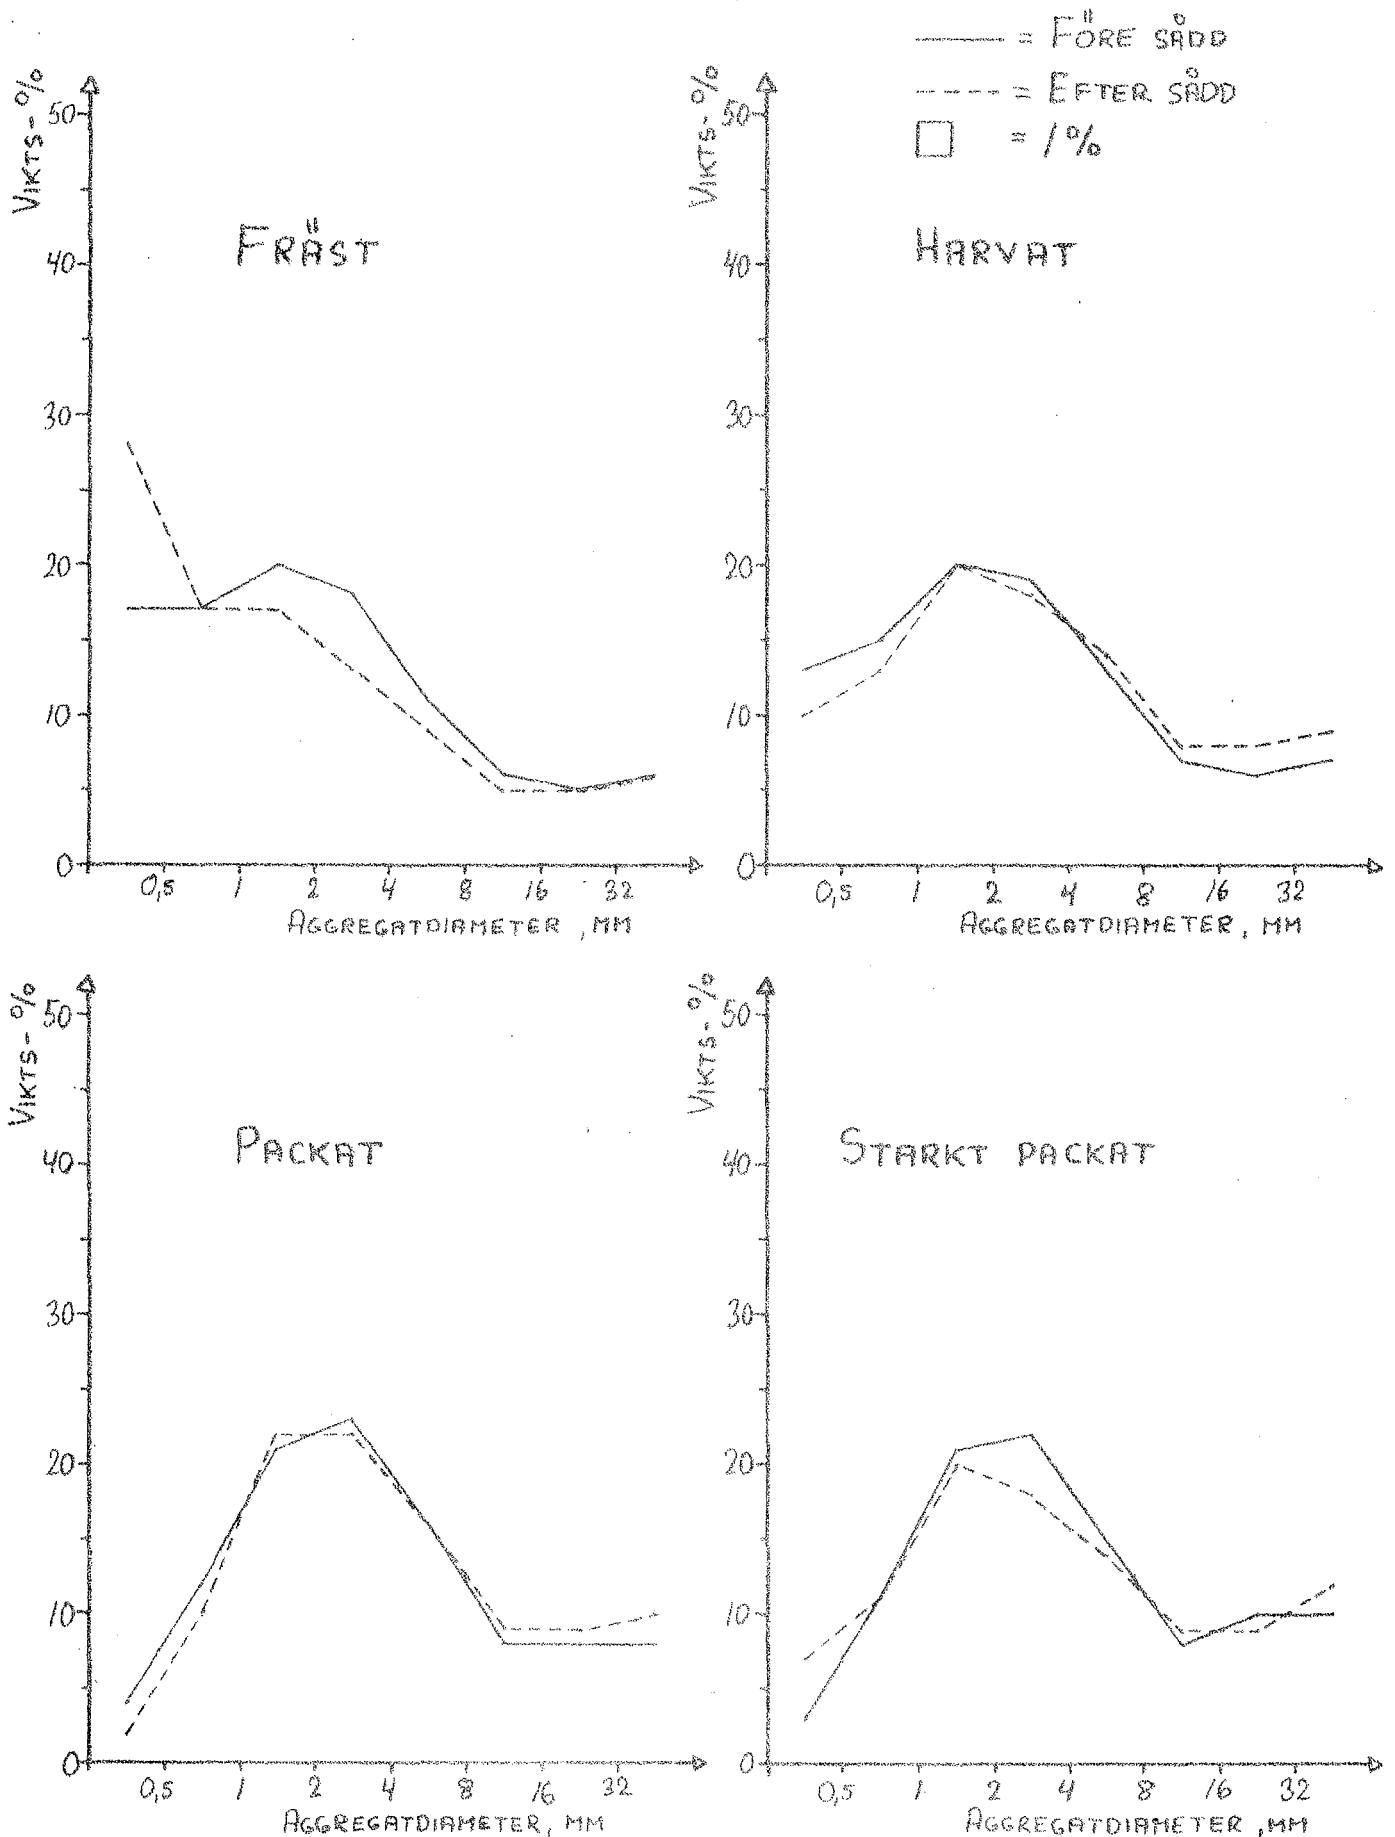 — = FÖRE SÅDD
---- = EFTER SÅDD
□ = 1%
VIKTS-%
50
40
30
20
10
0
FRÄST
0,5 1 2 4 8 16 32
AGGREGATDIAMETER, MM
VIKTS-%
50
40
30
20
10
0
HARVAT
0,5 1 2 4 8 16 32
AGGREGATDIAMETER, MM
VIKTS-%
50
40
30
20
10
0
PACKAT
0,5 1 2 4 8 16 32
AGGREGATDIAMETER, MM
VIKTS-%
50
40
30
20
10
0
STARKT PACKAT
0,5 1 2 4 8 16 32
AGGREGATDIAMETER, MM